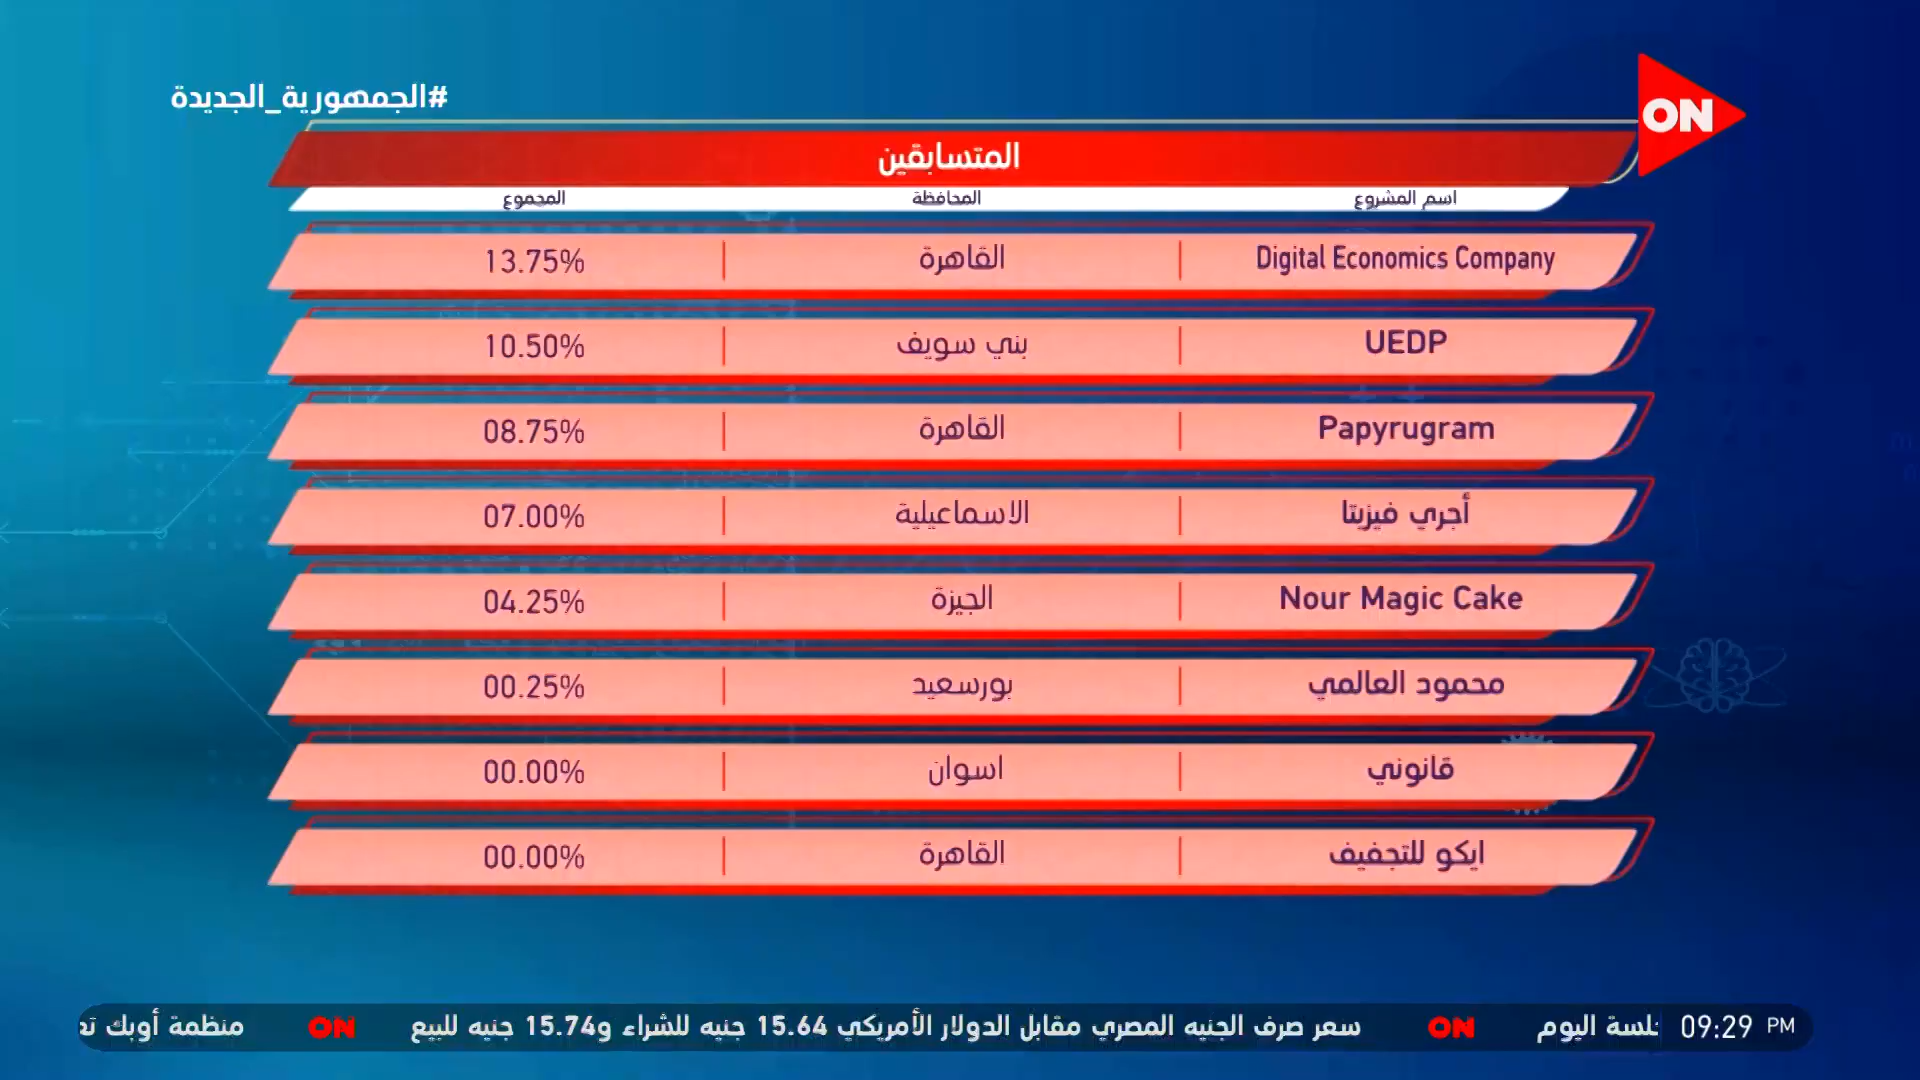 #الجمهورية_الجديدة
ON
المتسابقين
اسم المشروع المحافظة المجموع
Digital Economics Company القاهرة 13.75%
UEDP بني سويف 10.50%
Papyrugram القاهرة 08.75%
أجري فيزيتا الاسماعيلية 07.00%
Nour Magic Cake الجيزة 04.25%
محمود العالمي بورسعيد 00.25%
قانوني اسوان 00.00%
ايكو للتجفيف القاهرة 00.00%
09:29 PM جلسة اليوم ON سعر صرف الجنيه المصري مقابل الدولار الأمريكي 15.64 جنيه للشراء و15.74 جنيه للبيع ON منظمة أوبك